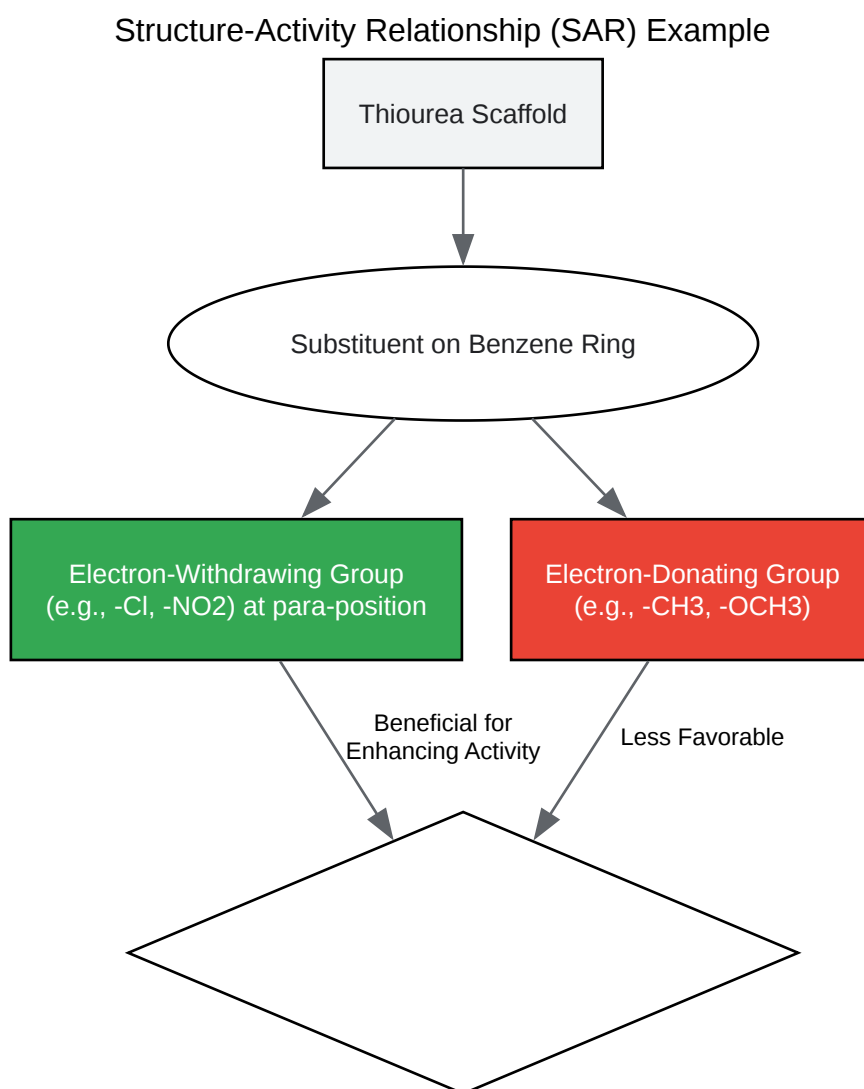 Structure-Activity Relationship (SAR) Example
Thiourea Scaffold
Substituent on Benzene Ring
Electron-Withdrawing Group
(e.g., -Cl, -NO2) at para-position
Electron-Donating Group
(e.g., -CH3, -OCH3)
Beneficial for
Enhancing Activity
Less Favorable